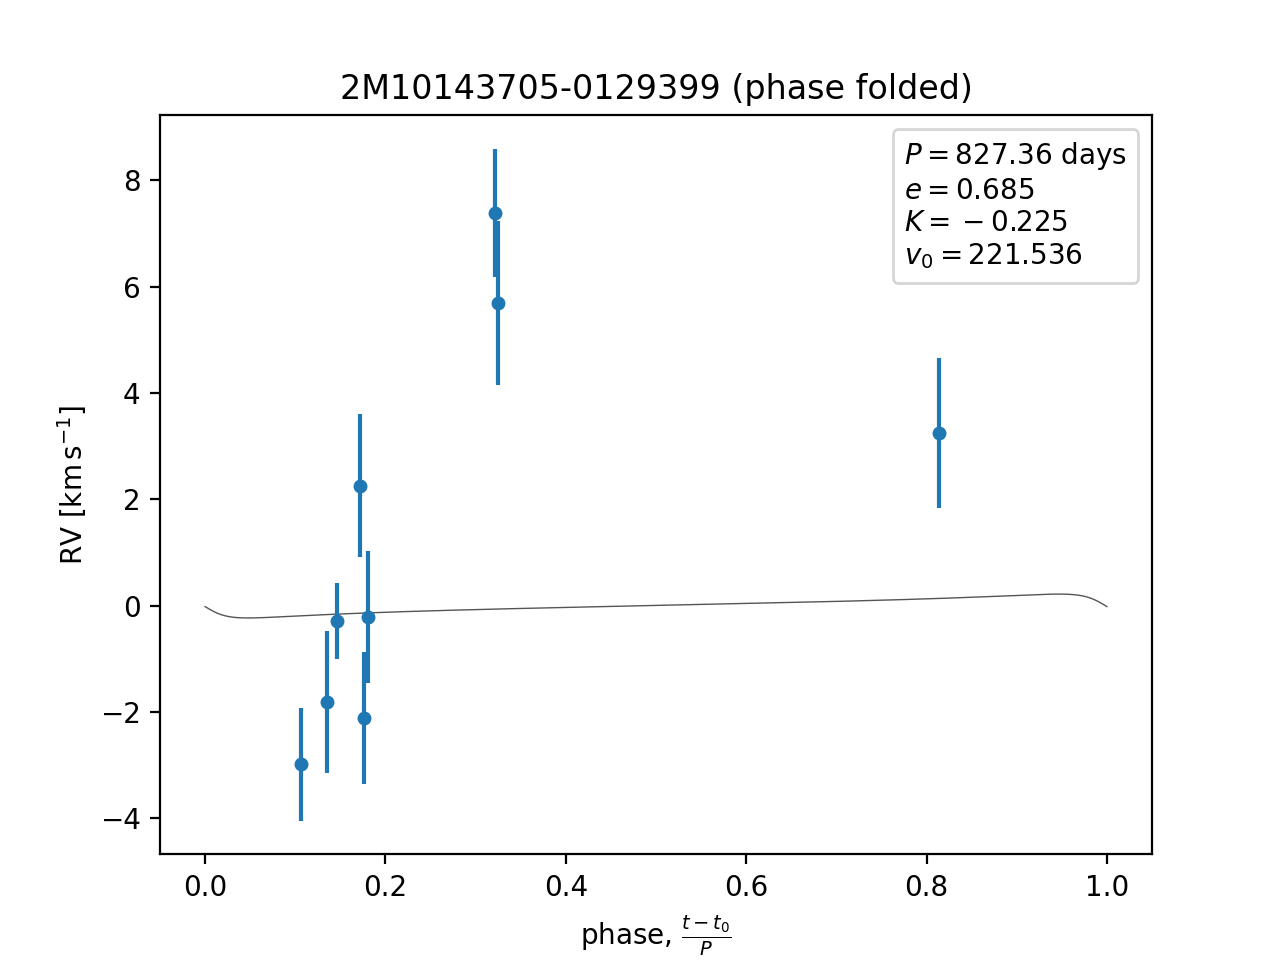 2M10143705-0129399 (phase folded)
P = 827.36 days
e = 0.685
K = −0.225
v₀ = 221.536
8
6
4
2
0
−2
−4
RV [km s⁻¹]
0.0 0.2 0.4 0.6 0.8 1.0
phase, (t − t₀)/P